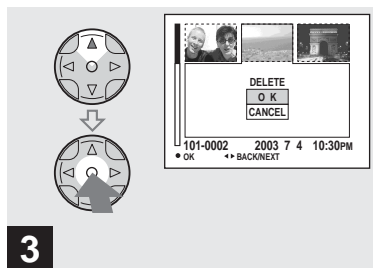 DELETE
O K
CANCEL
101-0002 2003 7 4 10:30PM
OK BACK/NEXT
3